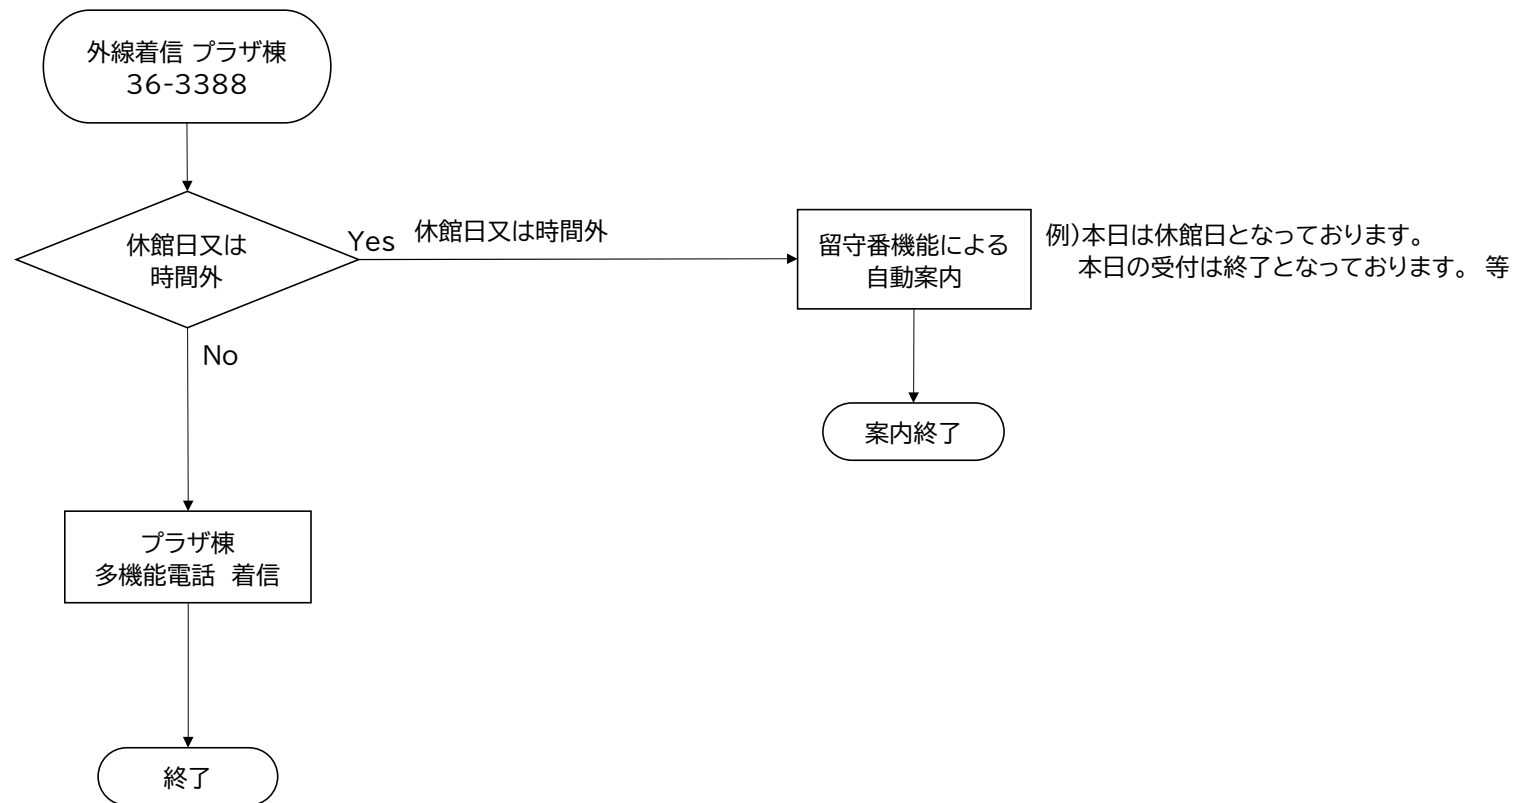 外線着信 プラザ棟
36-3388
休館日又は
時間外
Yes
休館日又は時間外
留守番機能による
自動案内
例)本日は休館日となっております。
本日の受付は終了となっております。 等
No
案内終了
プラザ棟
多機能電話　着信
終了